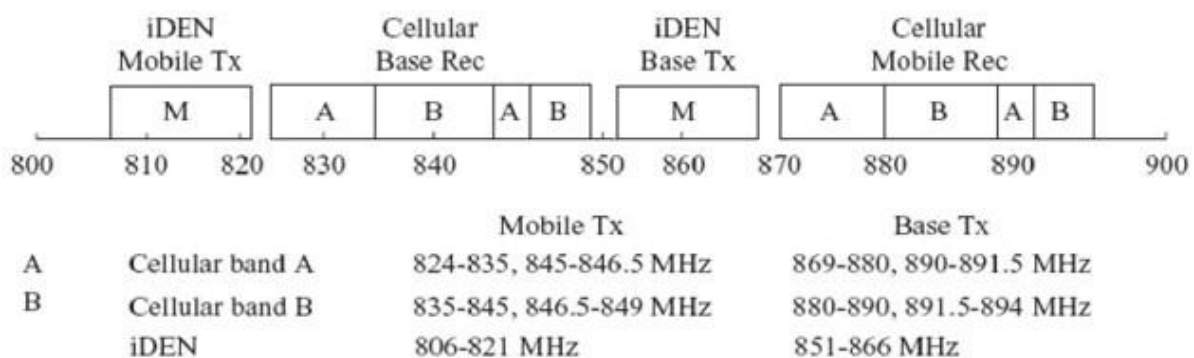 iDEN Cellular iDEN Cellular
Mobile Tx Base Rec Base Tx Mobile Rec
M A B A B M A B A B
800 810 820 830 840 850 860 870 880 890 900
Mobile Tx Base Tx
A Cellular band A 824-835, 845-846.5 MHz 869-880, 890-891.5 MHz
B Cellular band B 835-845, 846.5-849 MHz 880-890, 891.5-894 MHz
iDEN 806-821 MHz 851-866 MHz